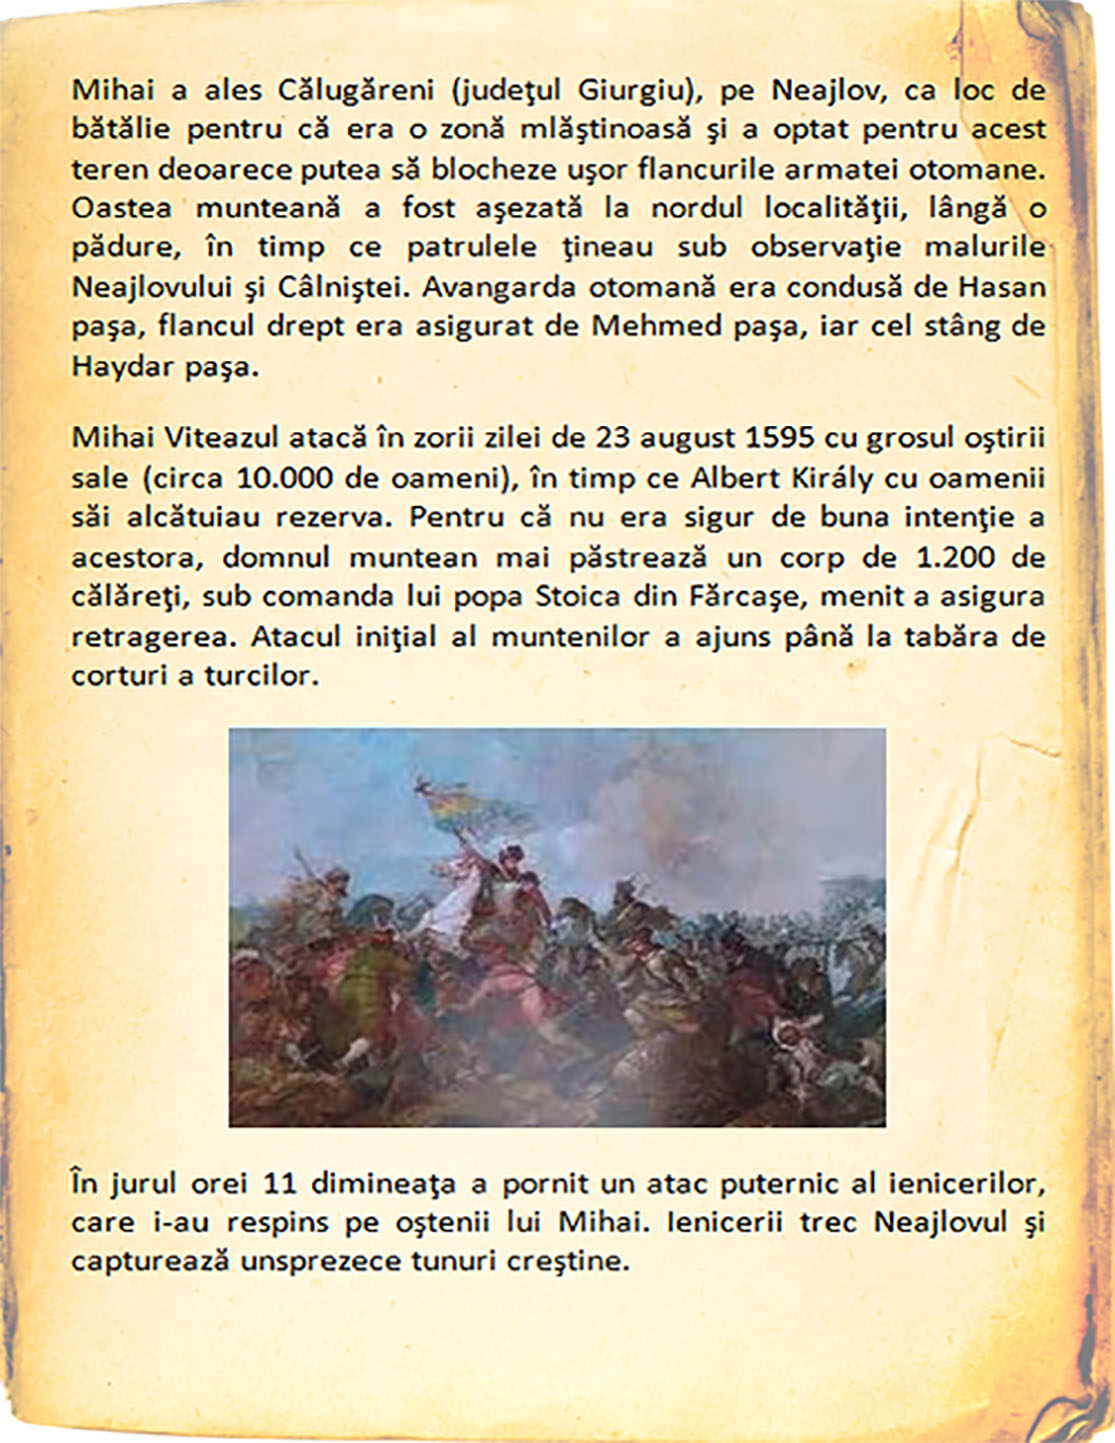 Mihai a ales Călugăreni (judeţul Giurgiu), pe Neajlov, ca loc de
bătălie pentru că era o zonă mlăştinoasă şi a optat pentru acest
teren deoarece putea să blocheze uşor flancurile armatei otomane.
Oastea munteană a fost aşezată la nordul localităţii, lângă o
pădure, în timp ce patrulele ţineau sub observaţie malurile
Neajlovului şi Câlniştei. Avangarda otomană era condusă de Hasan
paşa, flancul drept era asigurat de Mehmed paşa, iar cel stâng de
Haydar paşa.
Mihai Viteazul atacă în zorii zilei de 23 august 1595 cu grosul oştirii
sale (circa 10.000 de oameni), în timp ce Albert Király cu oamenii
săi alcătuiau rezerva. Pentru că nu era sigur de buna intenţie a
acestora, domnul muntean mai păstrează un corp de 1.200 de
călăreţi, sub comanda lui popa Stoica din Fărcaşe, menit a asigura
retragerea. Atacul iniţial al muntenilor a ajuns până la tabăra de
corturi a turcilor.
În jurul orei 11 dimineaţa a pornit un atac puternic al ienicerilor,
care i-au respins pe oştenii lui Mihai. Ienicerii trec Neajlovul şi
capturează unsprezece tunuri creştine.